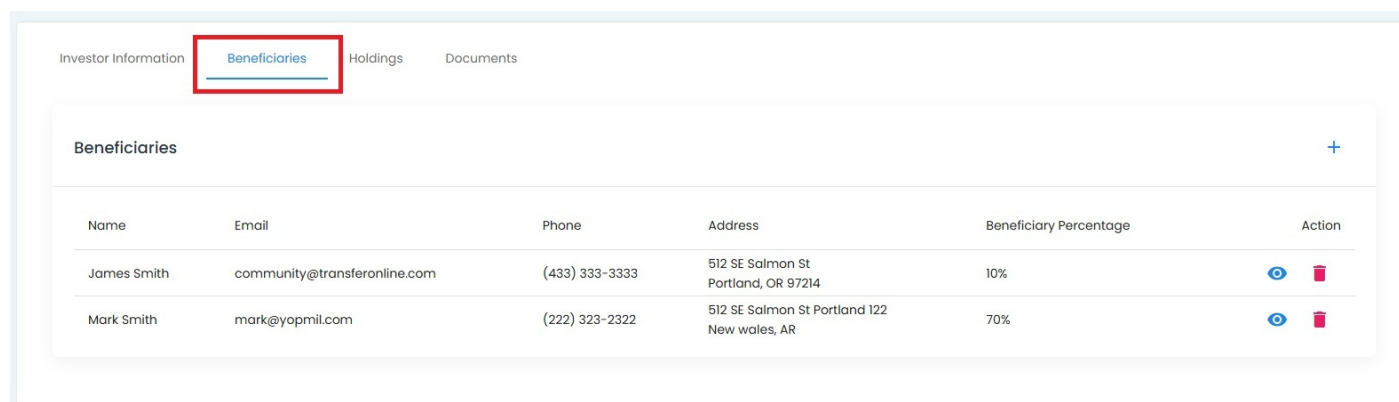 Investor Information Beneficiaries Holdings Documents
Beneficiaries +
Name Email Phone Address Beneficiary Percentage Action
James Smith community@transferonline.com (433) 333-3333 512 SE Salmon St 10%
Portland, OR 97214
Mark Smith mark@yopmil.com (222) 323-2322 512 SE Salmon St Portland 122 70%
New wales, AR